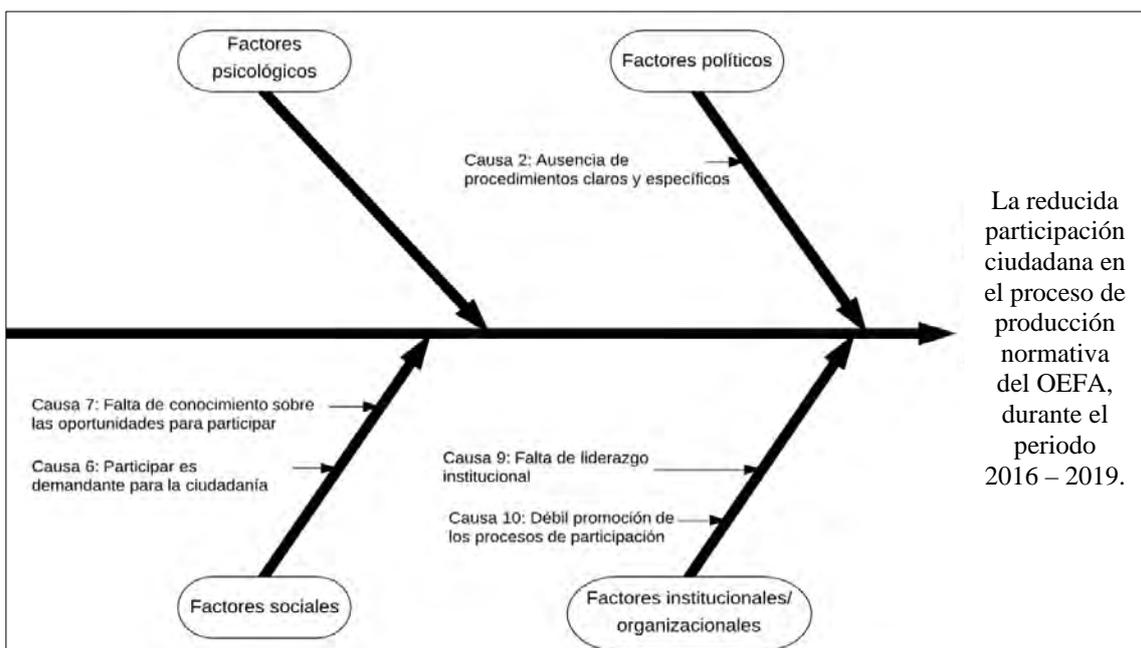 Factores
psicológicos
Factores políticos
Causa 2: Ausencia de
procedimientos claros y específicos
La reducida
participación
ciudadana en
el proceso de
producción
normativa
del OEFA,
durante el
periodo
2016 – 2019.
Causa 7: Falta de conocimiento sobre
las oportunidades para participar
Causa 6: Participar es
demandante para la ciudadanía
Causa 9: Falta de liderazgo
institucional
Causa 10: Débil promoción de
los procesos de participación
Factores sociales
Factores institucionales/
organizacionales